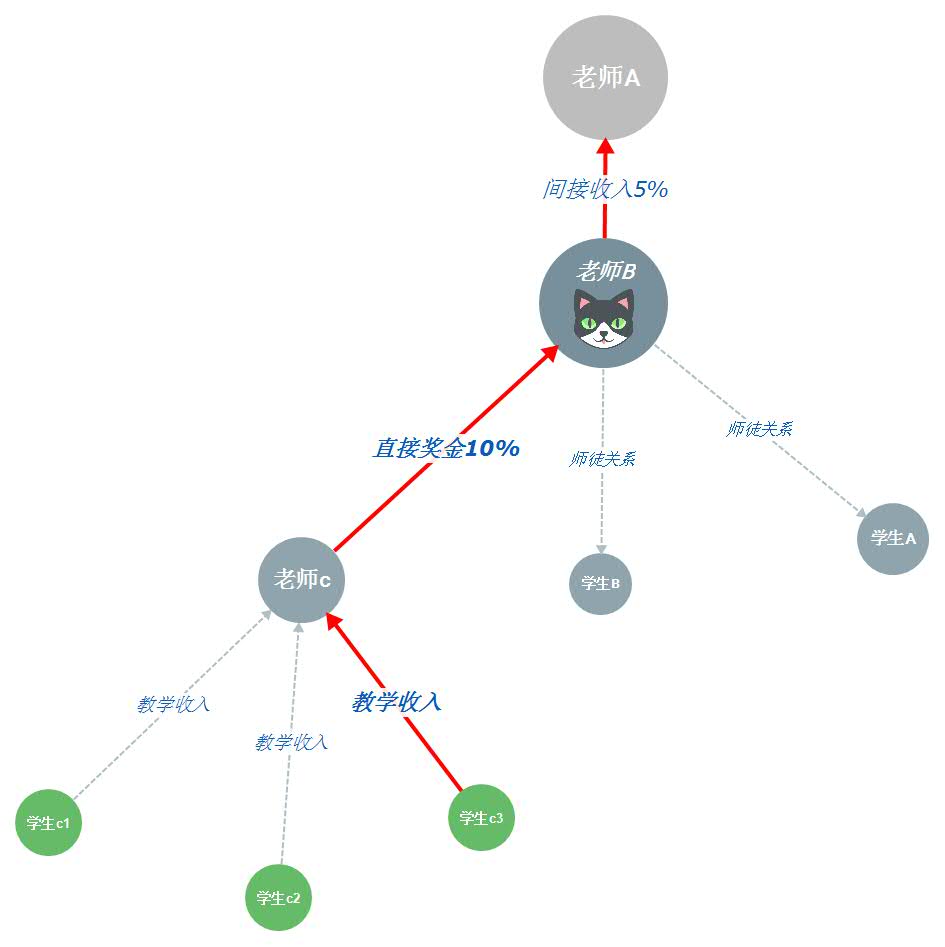 老师A
间接收入5%
老师B
师徒关系
直接奖金10%
师徒关系
学生A
老师c
学生B
教学收入
教学收入
教学收入
学生c1
学生c3
学生c2